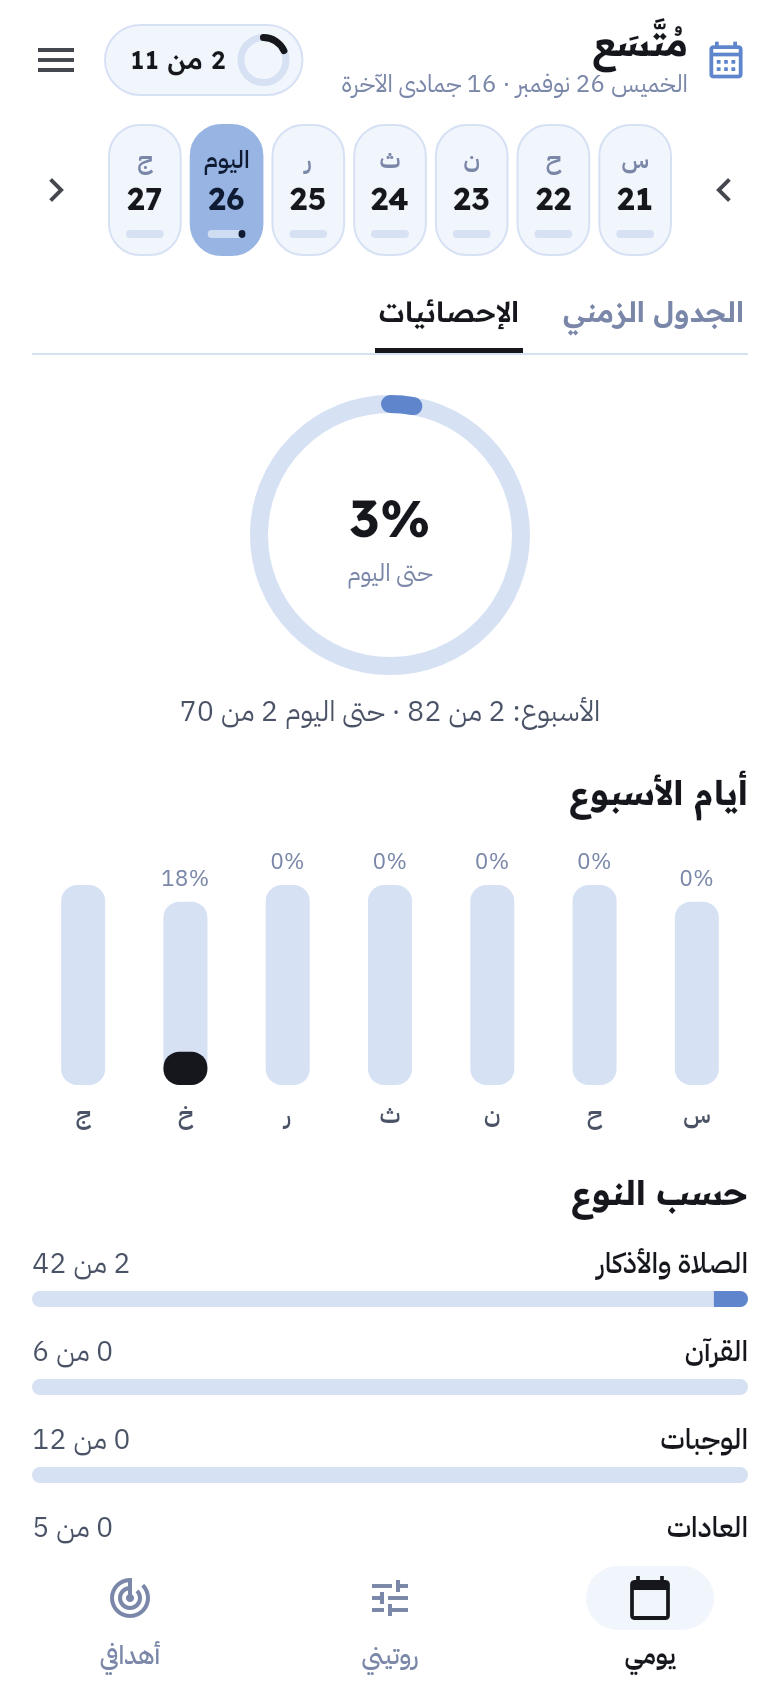 مُتَّسَع
الخميس 26 نوفمبر · 16 جمادى الآخرة
2 من 11
س ح ن ث ر اليوم ج
21 22 23 24 25 26 27
الجدول الزمني الإحصائيات
3%
حتى اليوم
الأسبوع: 2 من 82 · حتى اليوم 2 من 70
أيام الأسبوع
0% 0% 0% 0% 0% 18%
س ح ن ث ر خ ج
حسب النوع
الصلاة والأذكار 2 من 42
القرآن 0 من 6
الوجبات 0 من 12
العادات 0 من 5
يومي روتيني أهدافي